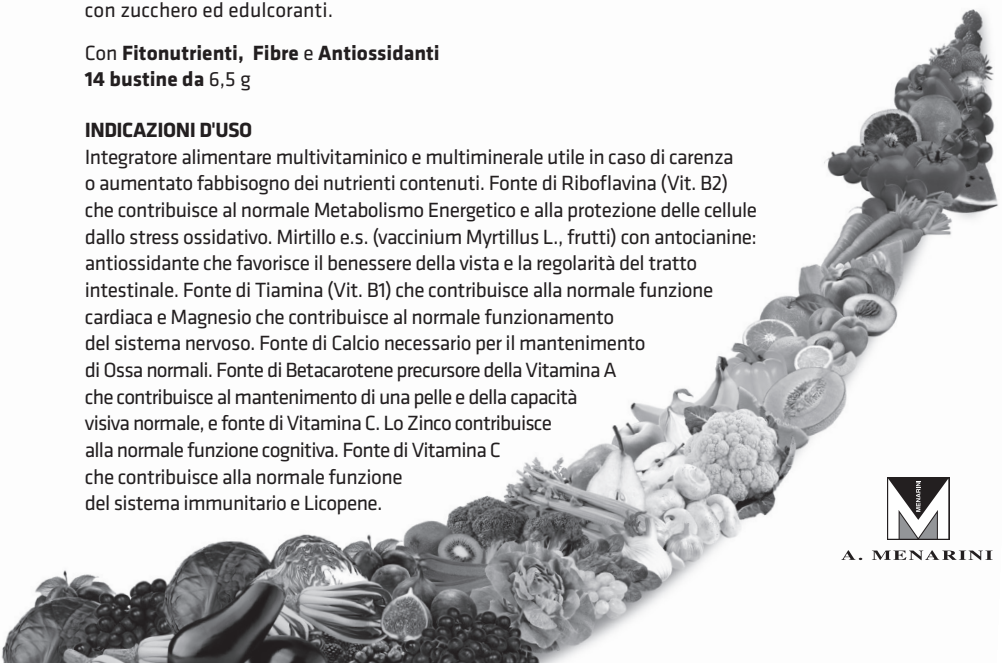 con zucchero ed edulcoranti.
Con Fitonutrienti, Fibre e Antiossidanti
14 bustine da 6,5 g
INDICAZIONI D'USO
Integratore alimentare multivitaminico e multiminerale utile in caso di carenza
o aumentato fabbisogno dei nutrienti contenuti. Fonte di Riboflavina (Vit. B2)
che contribuisce al normale Metabolismo Energetico e alla protezione delle cellule
dallo stress ossidativo. Mirtillo e.s. (vaccinium Myrtillus L., frutti) con antocianine:
antiossidante che favorisce il benessere della vista e la regolarità del tratto
intestinale. Fonte di Tiamina (Vit. B1) che contribuisce alla normale funzione
cardiaca e Magnesio che contribuisce al normale funzionamento
del sistema nervoso. Fonte di Calcio necessario per il mantenimento
di Ossa normali. Fonte di Betacarotene precursore della Vitamina A
che contribuisce al mantenimento di una pelle e della capacità
visiva normale, e fonte di Vitamina C. Lo Zinco contribuisce
alla normale funzione cognitiva. Fonte di Vitamina C
che contribuisce alla normale funzione
del sistema immunitario e Licopene.
MENARINI
A. MENARINI